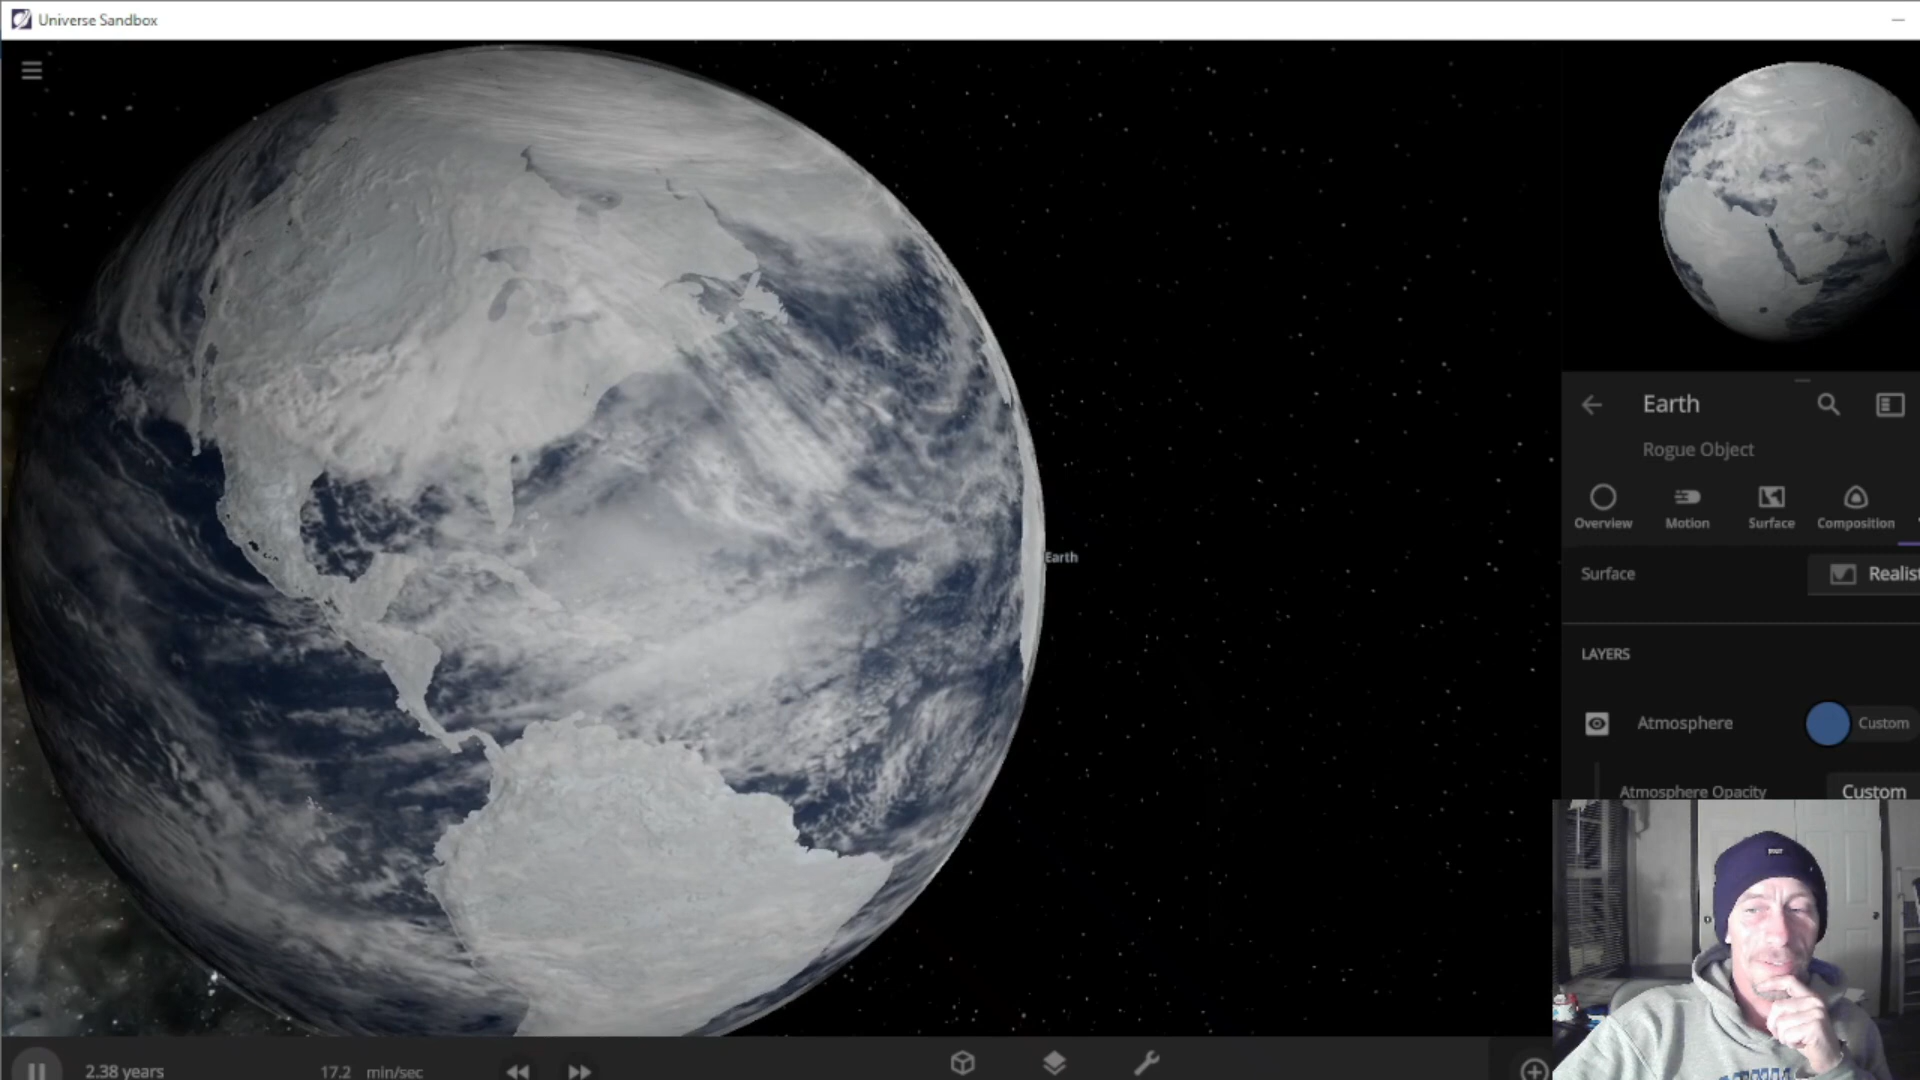 Universe Sandbox
Earth
Earth
Rogue Object
Overview Motion Surface Composition
Surface
Realist
LAYERS
Atmosphere
Custom
Atmosphere Opacity
Custom
2.38 years
17.2 min/sec